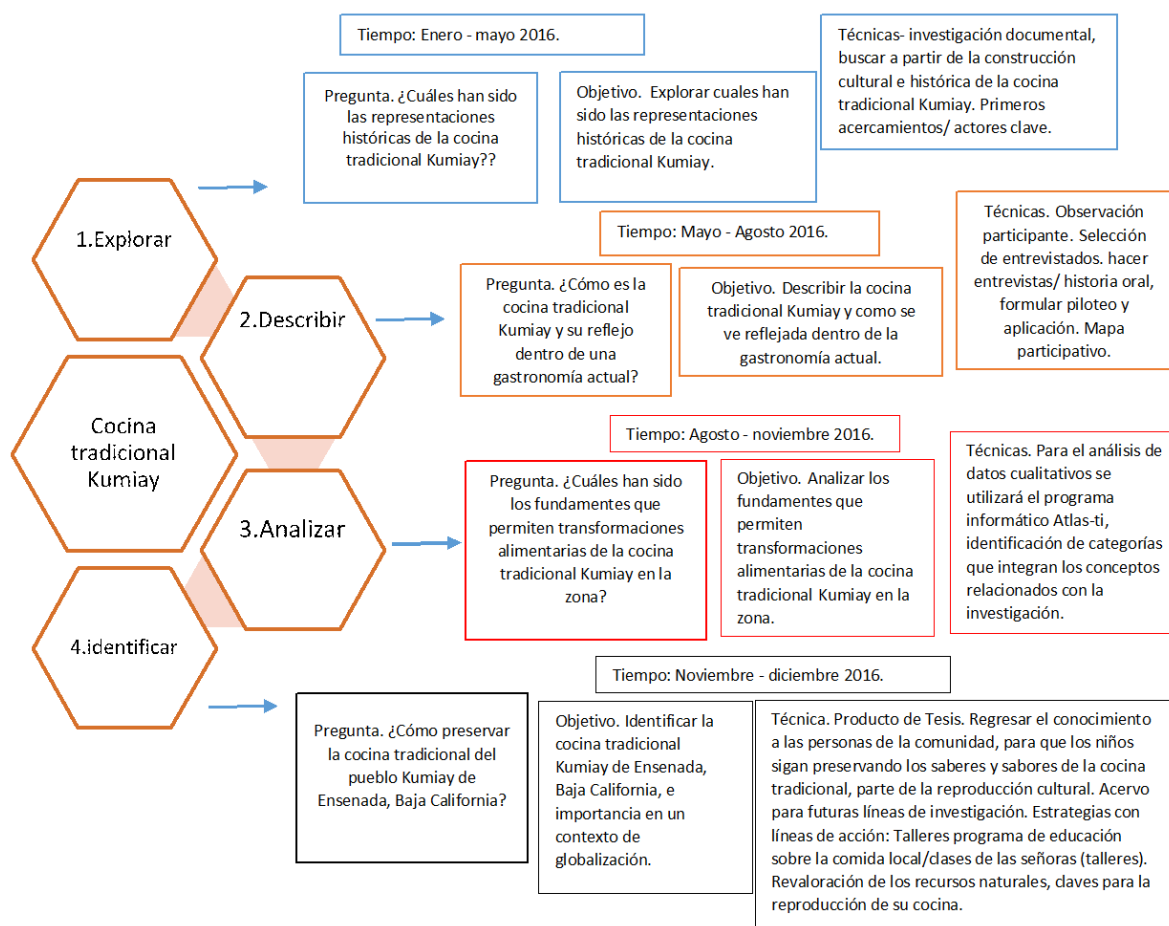 Tiempo: Enero - mayo 2016.
Pregunta. ¿Cuáles han sido
las representaciones
históricas de la cocina
tradicional Kumiay??
Objetivo. Explorar cuales han
sido las representaciones
históricas de la cocina
tradicional Kumiay.
Técnicas- investigación documental,
buscar a partir de la construcción
cultural e histórica de la cocina
tradicional Kumiay. Primeros
acercamientos/ actores clave.
1.Explorar
Tiempo: Mayo - Agosto 2016.
2.Describir
Pregunta. ¿Cómo es la
cocina tradicional
Kumiay y su reflejo
dentro de una
gastronomía actual?
Objetivo. Describir la cocina
tradicional Kumiay y como se
ve reflejada dentro de la
gastronomía actual.
Técnicas. Observación
participante. Selección
de entrevistados. hacer
entrevistas/ historia oral,
formular piloteo y
aplicación. Mapa
participativo.
Cocina
tradicional
Kumiay
Tiempo: Agosto - noviembre 2016.
3.Analizar
Pregunta. ¿Cuáles han sido
los fundamentes que
permiten transformaciones
alimentarias de la cocina
tradicional Kumiay en la
zona?
Objetivo. Analizar los
fundamentes que
permiten
transformaciones
alimentarias de la cocina
tradicional Kumiay en la
zona.
Técnicas. Para el análisis de
datos cualitativos se
utilizará el programa
informático Atlas-ti,
identificación de categorías
que integran los conceptos
relacionados con la
investigación.
4.identificar
Tiempo: Noviembre - diciembre 2016.
Pregunta. ¿Cómo preservar
la cocina tradicional del
pueblo Kumiay de
Ensenada, Baja California?
Objetivo. Identificar la
cocina tradicional
Kumiay de Ensenada,
Baja California, e
importancia en un
contexto de
globalización.
Técnica. Producto de Tesis. Regresar el conocimiento
a las personas de la comunidad, para que los niños
sigan preservando los saberes y sabores de la cocina
tradicional, parte de la reproducción cultural. Acervo
para futuras líneas de investigación. Estrategias con
líneas de acción: Talleres programa de educación
sobre la comida local/clases de las señoras (talleres).
Revaloración de los recursos naturales, claves para la
reproducción de su cocina.